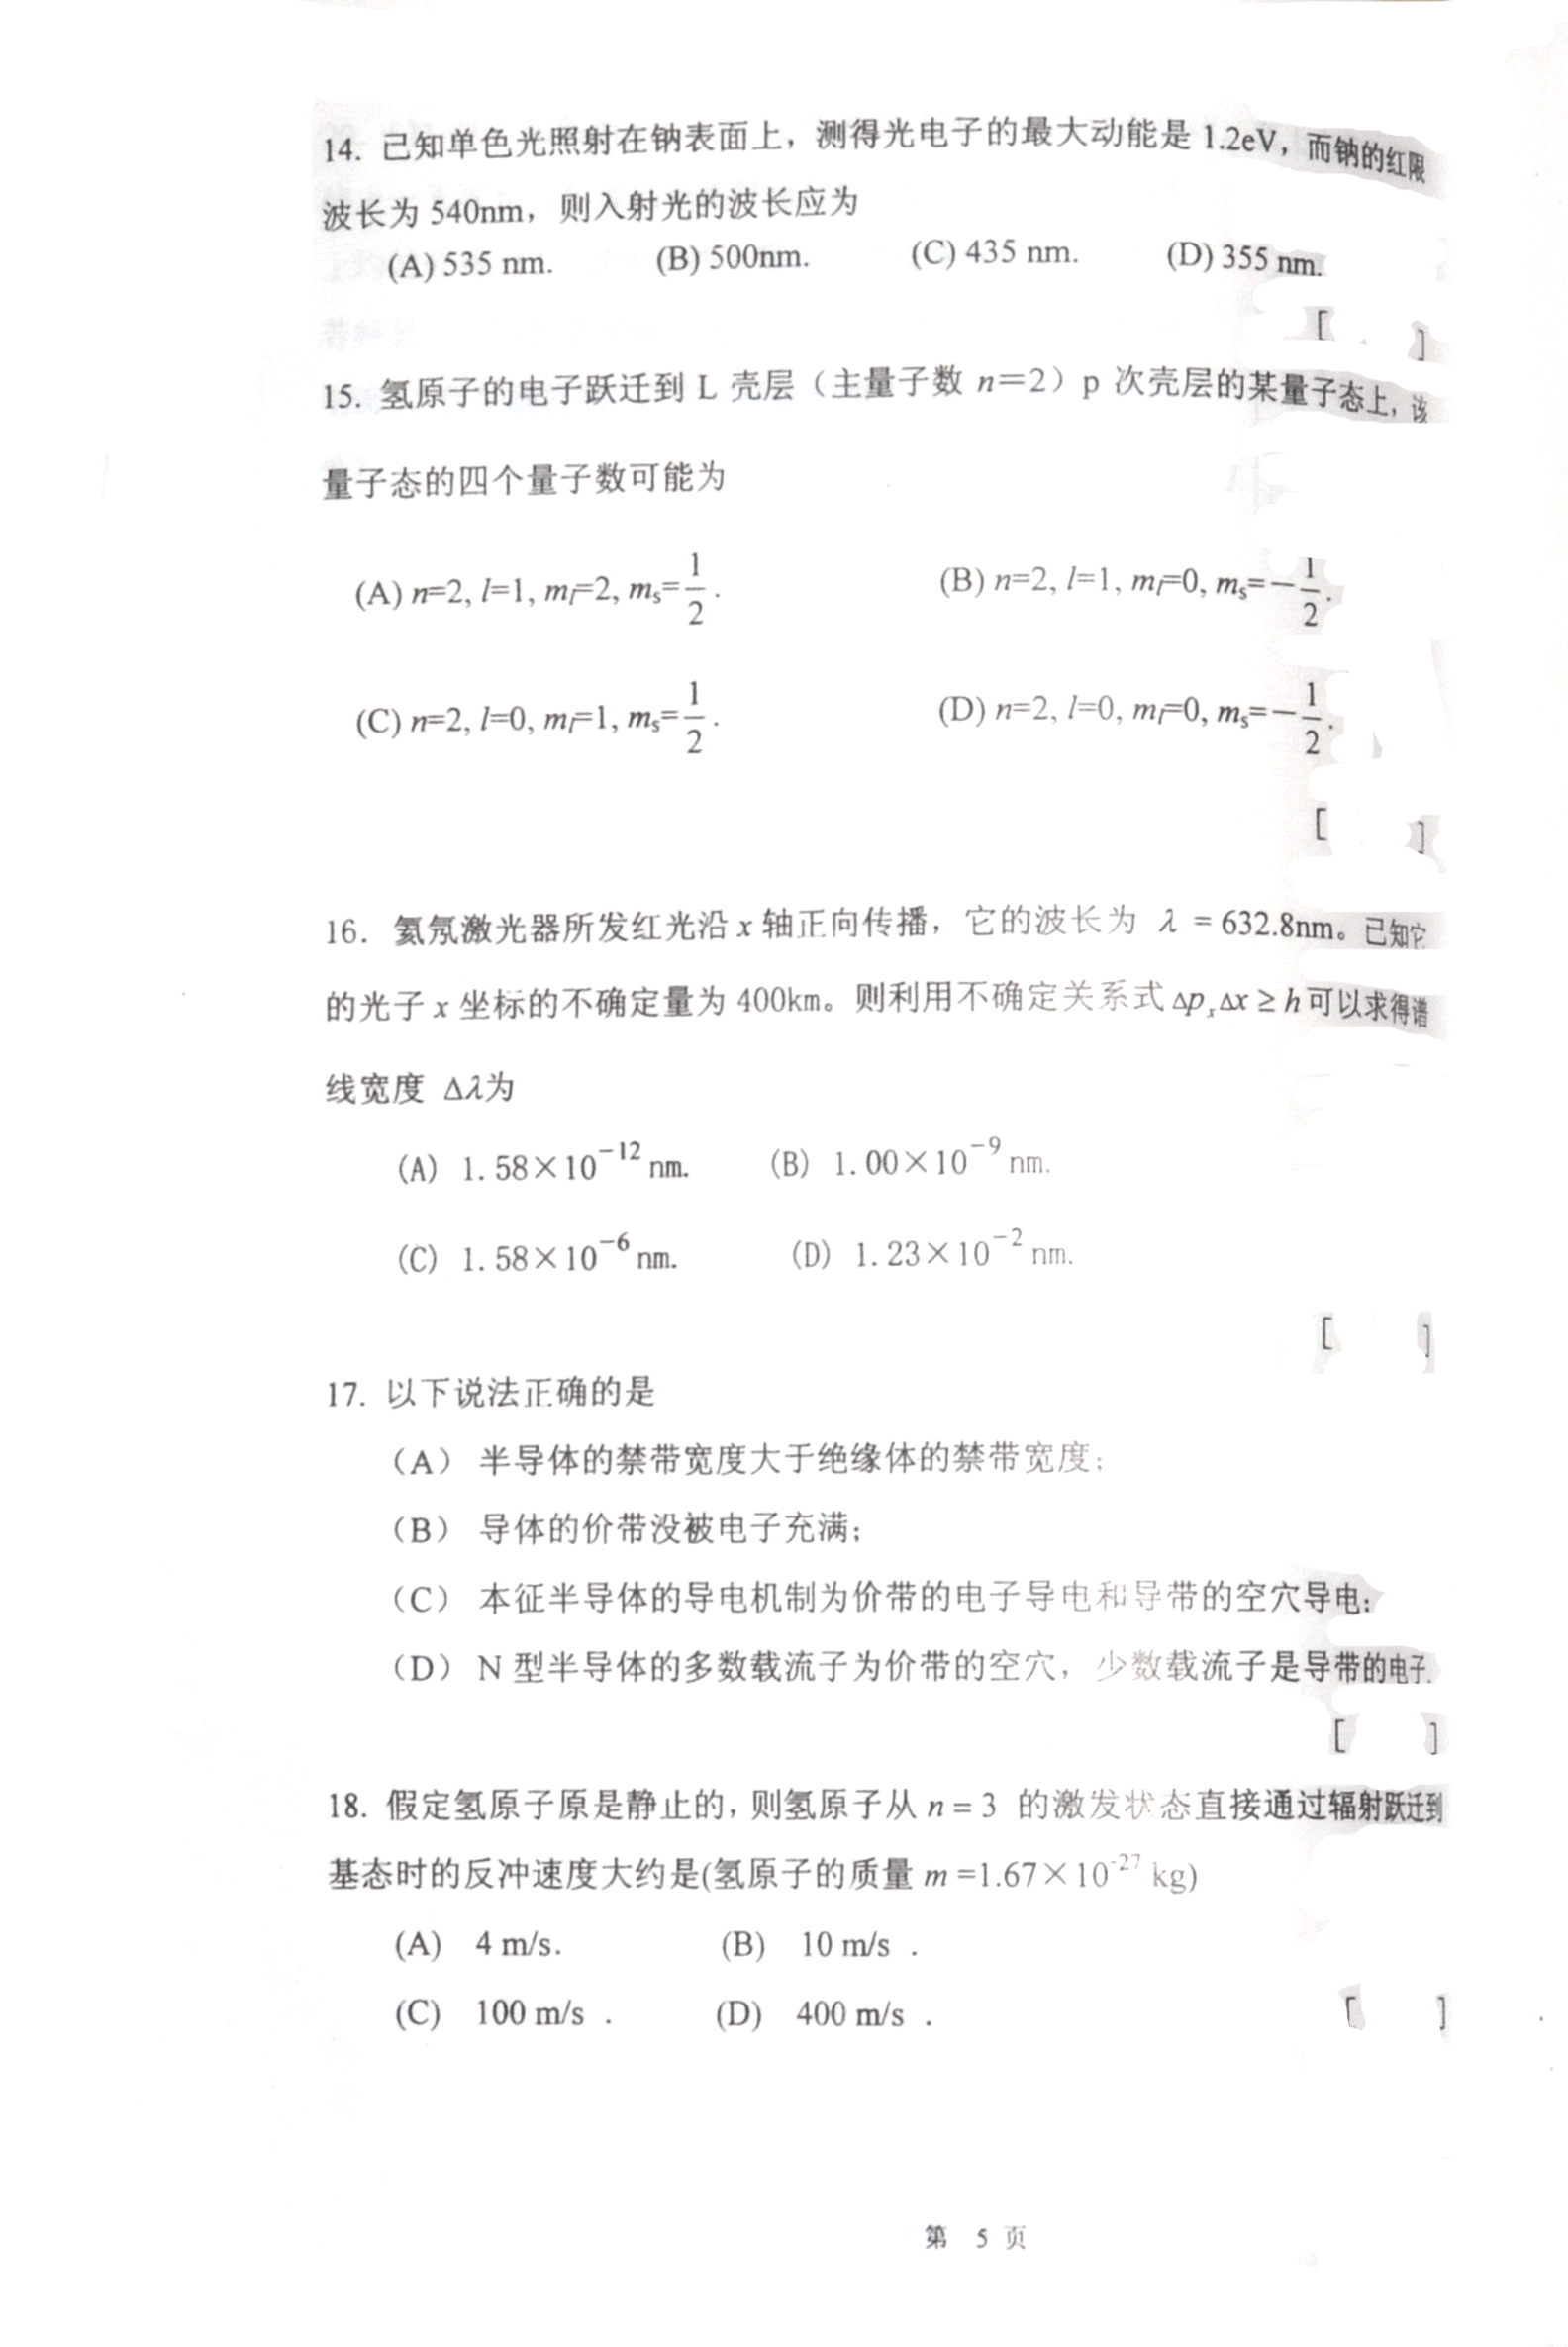 14. 已知单色光照射在钠表面上，测得光电子的最大动能是 1.2eV，而钠的红限
波长为 540nm，则入射光的波长应为
(A) 535 nm. (B) 500nm. (C) 435 nm. (D) 355 nm.
[ ]
15. 氢原子的电子跃迁到 L 壳层（主量子数 n＝2）p 次壳层的某量子态上，该
量子态的四个量子数可能为
(A) n=2, l=1, m_l=2, m_s=1/2. (B) n=2, l=1, m_l=0, m_s=－1/2.
(C) n=2, l=0, m_l=1, m_s=1/2. (D) n=2, l=0, m_l=0, m_s=－1/2.
[ ]
16. 氦氖激光器所发红光沿 x 轴正向传播，它的波长为 λ = 632.8nm。已知它
的光子 x 坐标的不确定量为 400km。则利用不确定关系式 Δp_xΔx ≥ h 可以求得谱
线宽度 Δλ为
(A) 1.58×10^－12 nm. (B) 1.00×10^－9 nm.
(C) 1.58×10^－6 nm. (D) 1.23×10^－2 nm.
[ ]
17. 以下说法正确的是
（A） 半导体的禁带宽度大于绝缘体的禁带宽度；
（B） 导体的价带没被电子充满；
（C） 本征半导体的导电机制为价带的电子导电和导带的空穴导电；
（D） N 型半导体的多数载流子为价带的空穴，少数载流子是导带的电子.
[ ]
18. 假定氢原子原是静止的，则氢原子从 n = 3 的激发状态直接通过辐射跃迁到
基态时的反冲速度大约是(氢原子的质量 m =1.67×10^-27 kg)
(A) 4 m/s. (B) 10 m/s .
(C) 100 m/s . (D) 400 m/s . [ ]
第 5 页